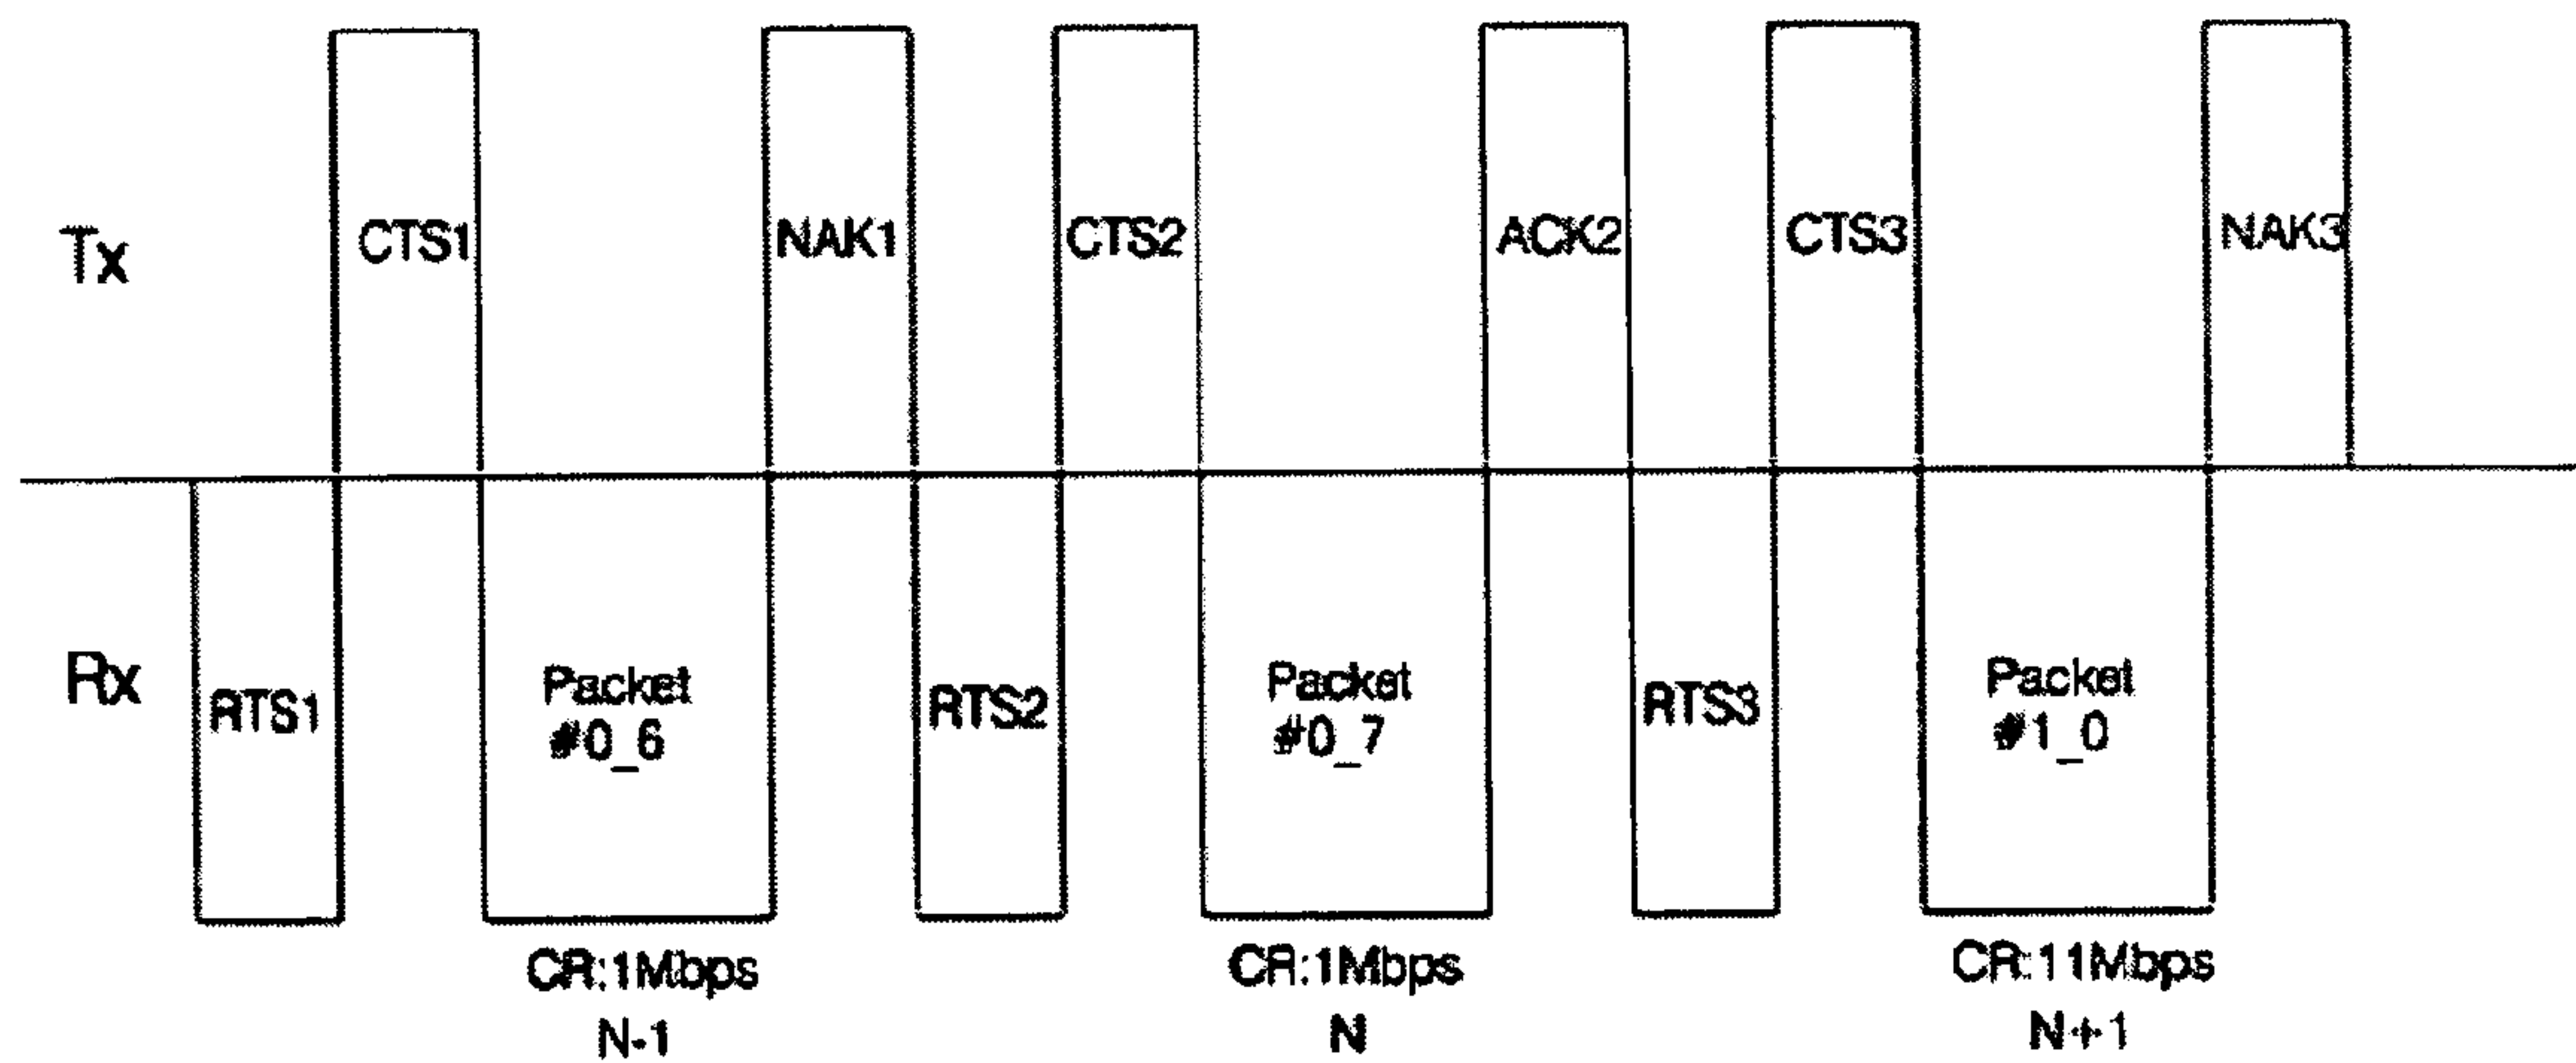 Tx
CTS1
NAK1
CTS2
ACK2
CTS3
NAK3
Rx
RTS1
Packet
#0_6
RTS2
Packet
#0_7
RTS3
Packet
#1_0
CR:1Mbps
N-1
CR:1Mbps
N
CR:11Mbps
N+1